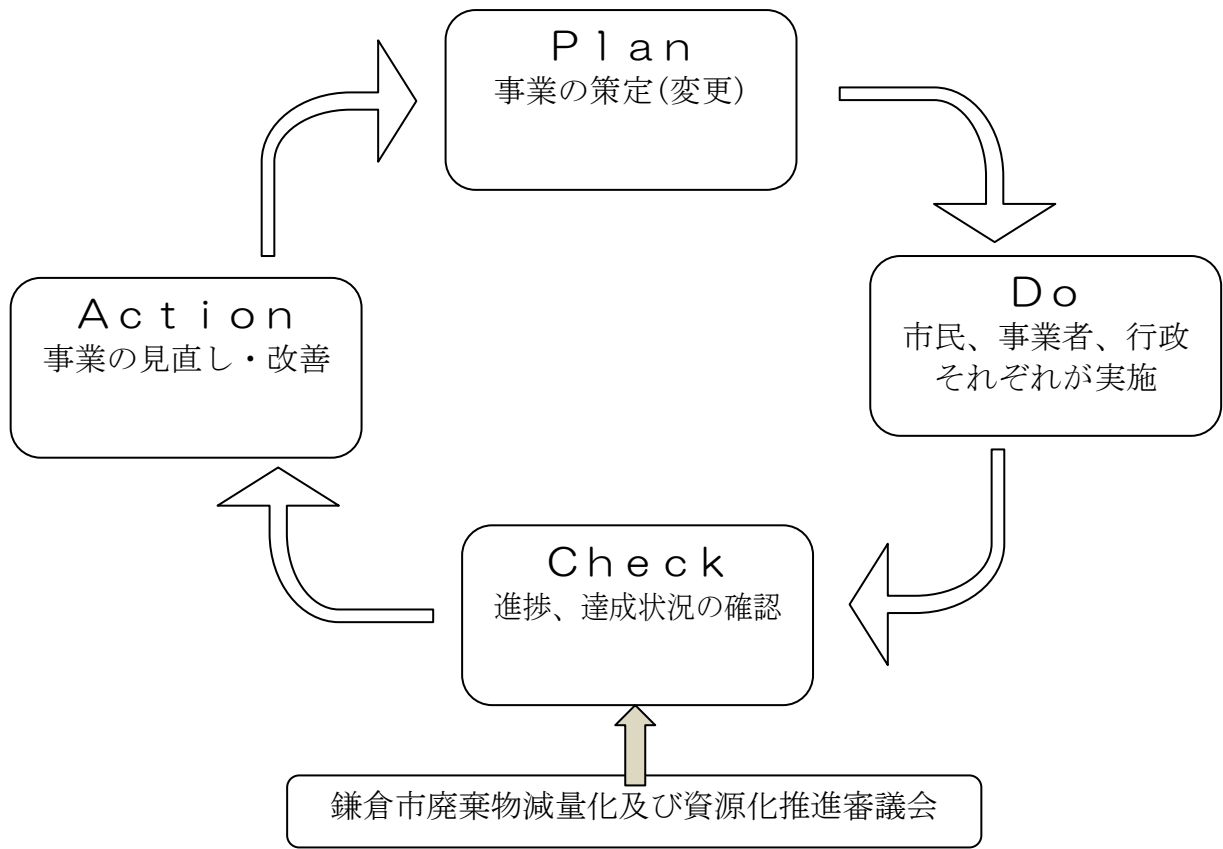 Ｐｌａｎ
事業の策定(変更)
Ｄｏ
市民、事業者、行政
それぞれが実施
Ｃｈｅｃｋ
進捗、達成状況の確認
Ａｃｔｉｏｎ
事業の見直し・改善
鎌倉市廃棄物減量化及び資源化推進審議会